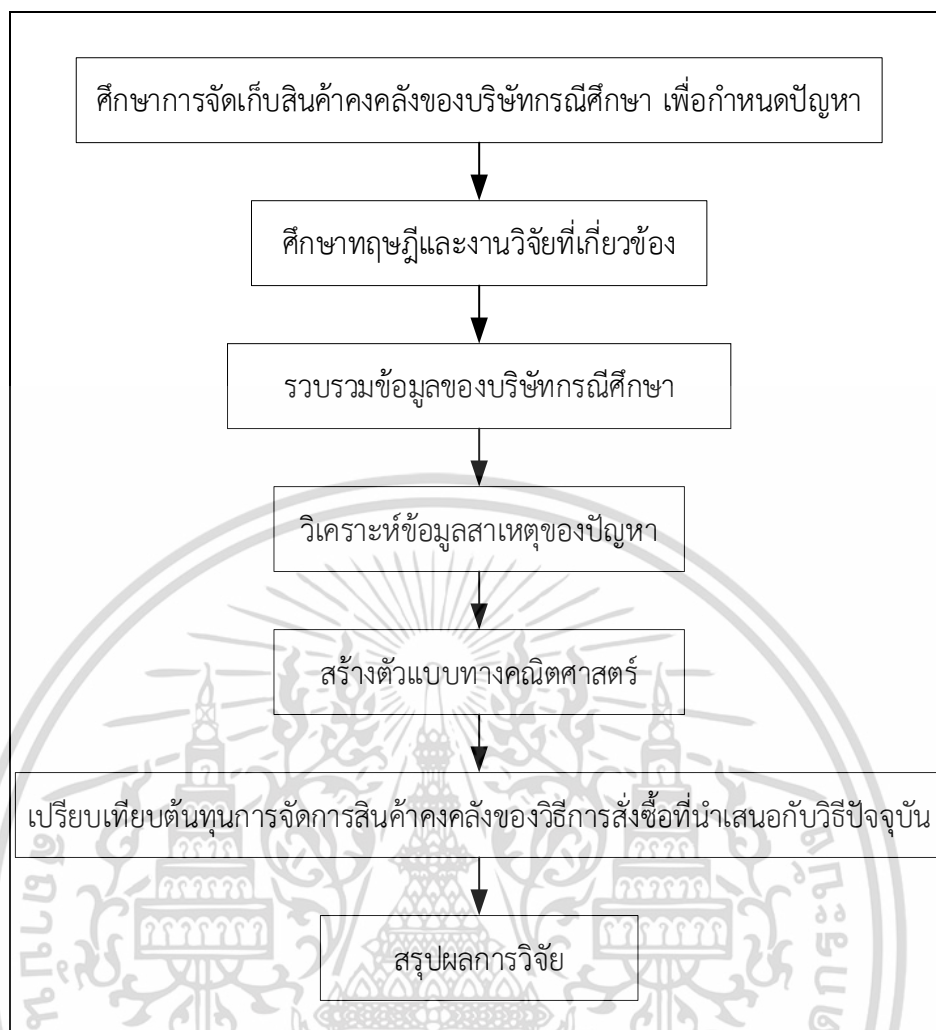 ศึกษาการจัดเก็บสินค้าคงคลังของบริษัทกรณีศึกษา เพื่อกำหนดปัญหา
ศึกษาทฤษฎีและงานวิจัยที่เกี่ยวข้อง
รวบรวมข้อมูลของบริษัทกรณีศึกษา
วิเคราะห์ข้อมูลสาเหตุของปัญหา
สร้างตัวแบบทางคณิตศาสตร์
เปรียบเทียบต้นทุนการจัดการสินค้าคงคลังของวิธีการสั่งซื้อที่นำเสนอกับวิธีปัจจุบัน
สรุปผลการวิจัย